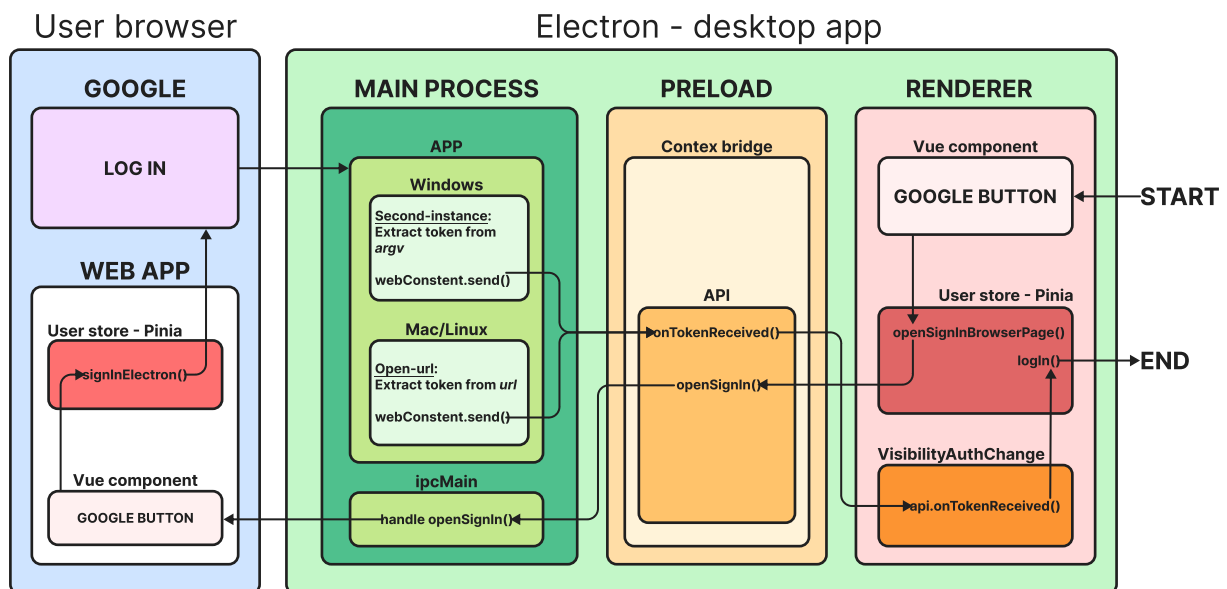 User browser
Electron - desktop app
GOOGLE
LOG IN
WEB APP
User store - Pinia
signInElectron()
Vue component
GOOGLE BUTTON
MAIN PROCESS
APP
Windows
Second-instance:
Extract token from
argv
webConstent.send()
Mac/Linux
Open-url:
Extract token from url
webConstent.send()
ipcMain
handle openSignIn()
PRELOAD
Contex bridge
API
onTokenReceived()
openSignIn()
RENDERER
Vue component
GOOGLE BUTTON
START
User store - Pinia
openSignInBrowserPage()
logIn()
END
VisibilityAuthChange
api.onTokenReceived()